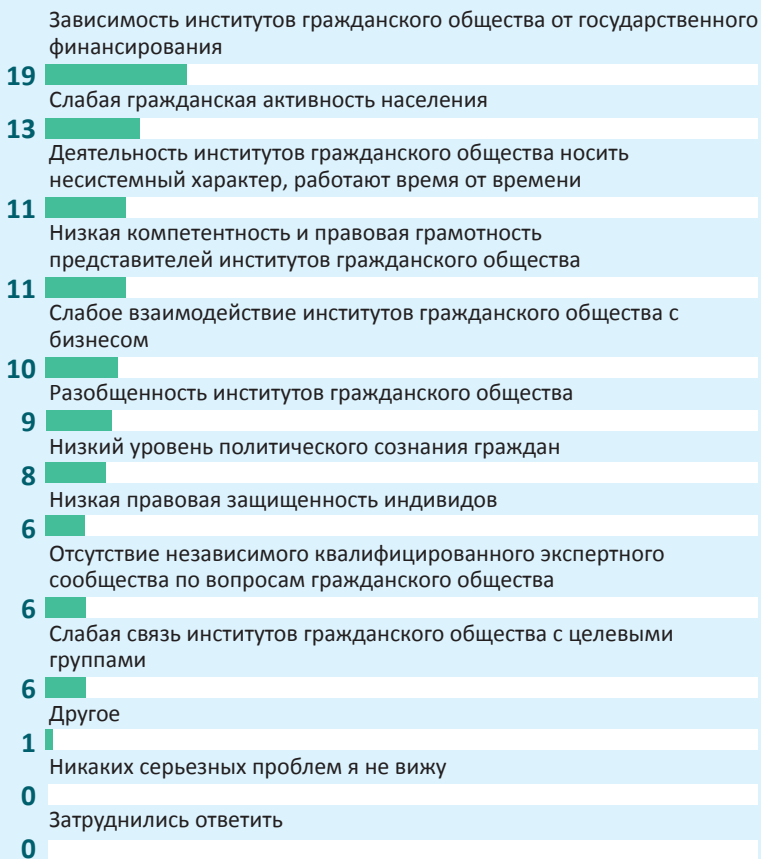 Зависимость институтов гражданского общества от государственного
финансирования
19
Слабая гражданская активность населения
13
Деятельность институтов гражданского общества носить
несистемный характер, работают время от времени
11
Низкая компетентность и правовая грамотность
представителей институтов гражданского общества
11
Слабое взаимодействие институтов гражданского общества с
бизнесом
10
Разобщенность институтов гражданского общества
9
Низкий уровень политического сознания граждан
8
Низкая правовая защищенность индивидов
6
Отсутствие независимого квалифицированного экспертного
сообщества по вопросам гражданского общества
6
Слабая связь институтов гражданского общества с целевыми
группами
6
Другое
1
Никаких серьезных проблем я не вижу
0
Затруднились ответить
0